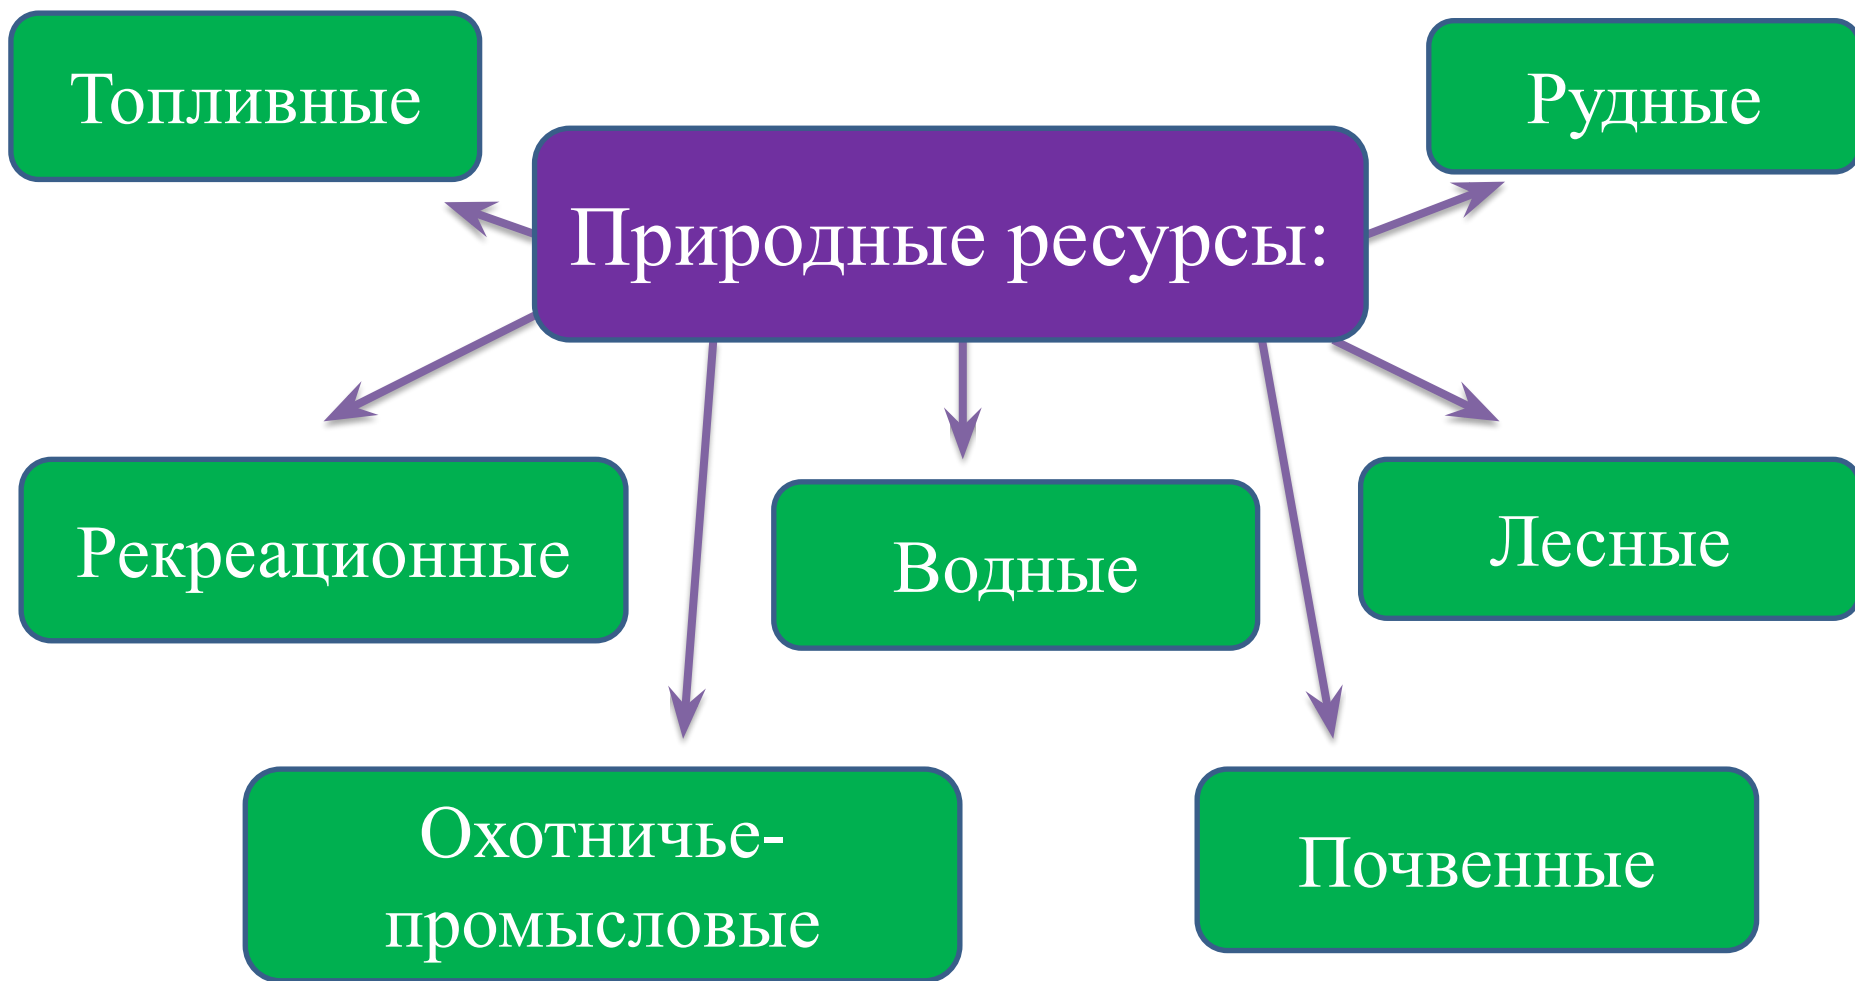 Топливные
Рудные
Природные ресурсы:
Рекреационные
Водные
Лесные
Охотничье-
промысловые
Почвенные